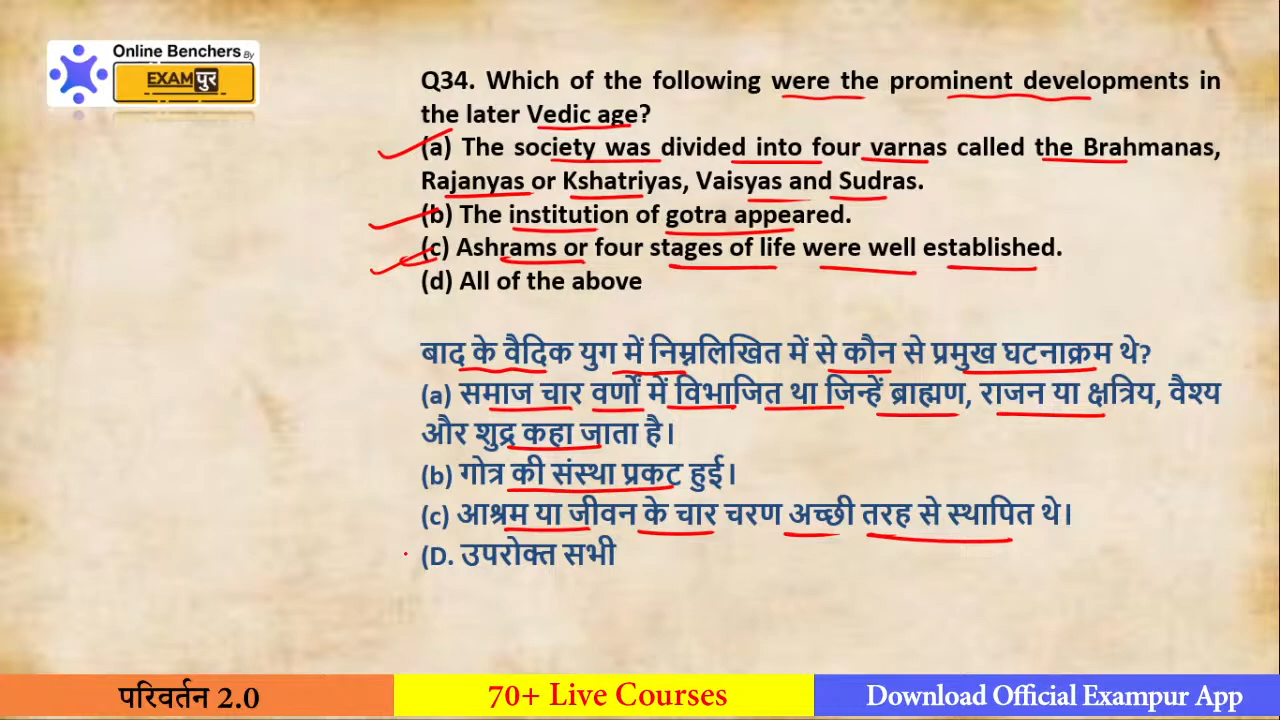 Online Benchers By
EXAMपुर
Q34. Which of the following were the prominent developments in
the later Vedic age?
(a) The society was divided into four varnas called the Brahmanas,
Rajanyas or Kshatriyas, Vaisyas and Sudras.
(b) The institution of gotra appeared.
(c) Ashrams or four stages of life were well established.
(d) All of the above
बाद के वैदिक युग में निम्नलिखित में से कौन से प्रमुख घटनाक्रम थे?
(a) समाज चार वर्णों में विभाजित था जिन्हें ब्राह्मण, राजन या क्षत्रिय, वैश्य
और शुद्र कहा जाता है।
(b) गोत्र की संस्था प्रकट हुई।
(c) आश्रम या जीवन के चार चरण अच्छी तरह से स्थापित थे।
(D. उपरोक्त सभी
परिवर्तन 2.0
70+ Live Courses
Download Official Exampur App